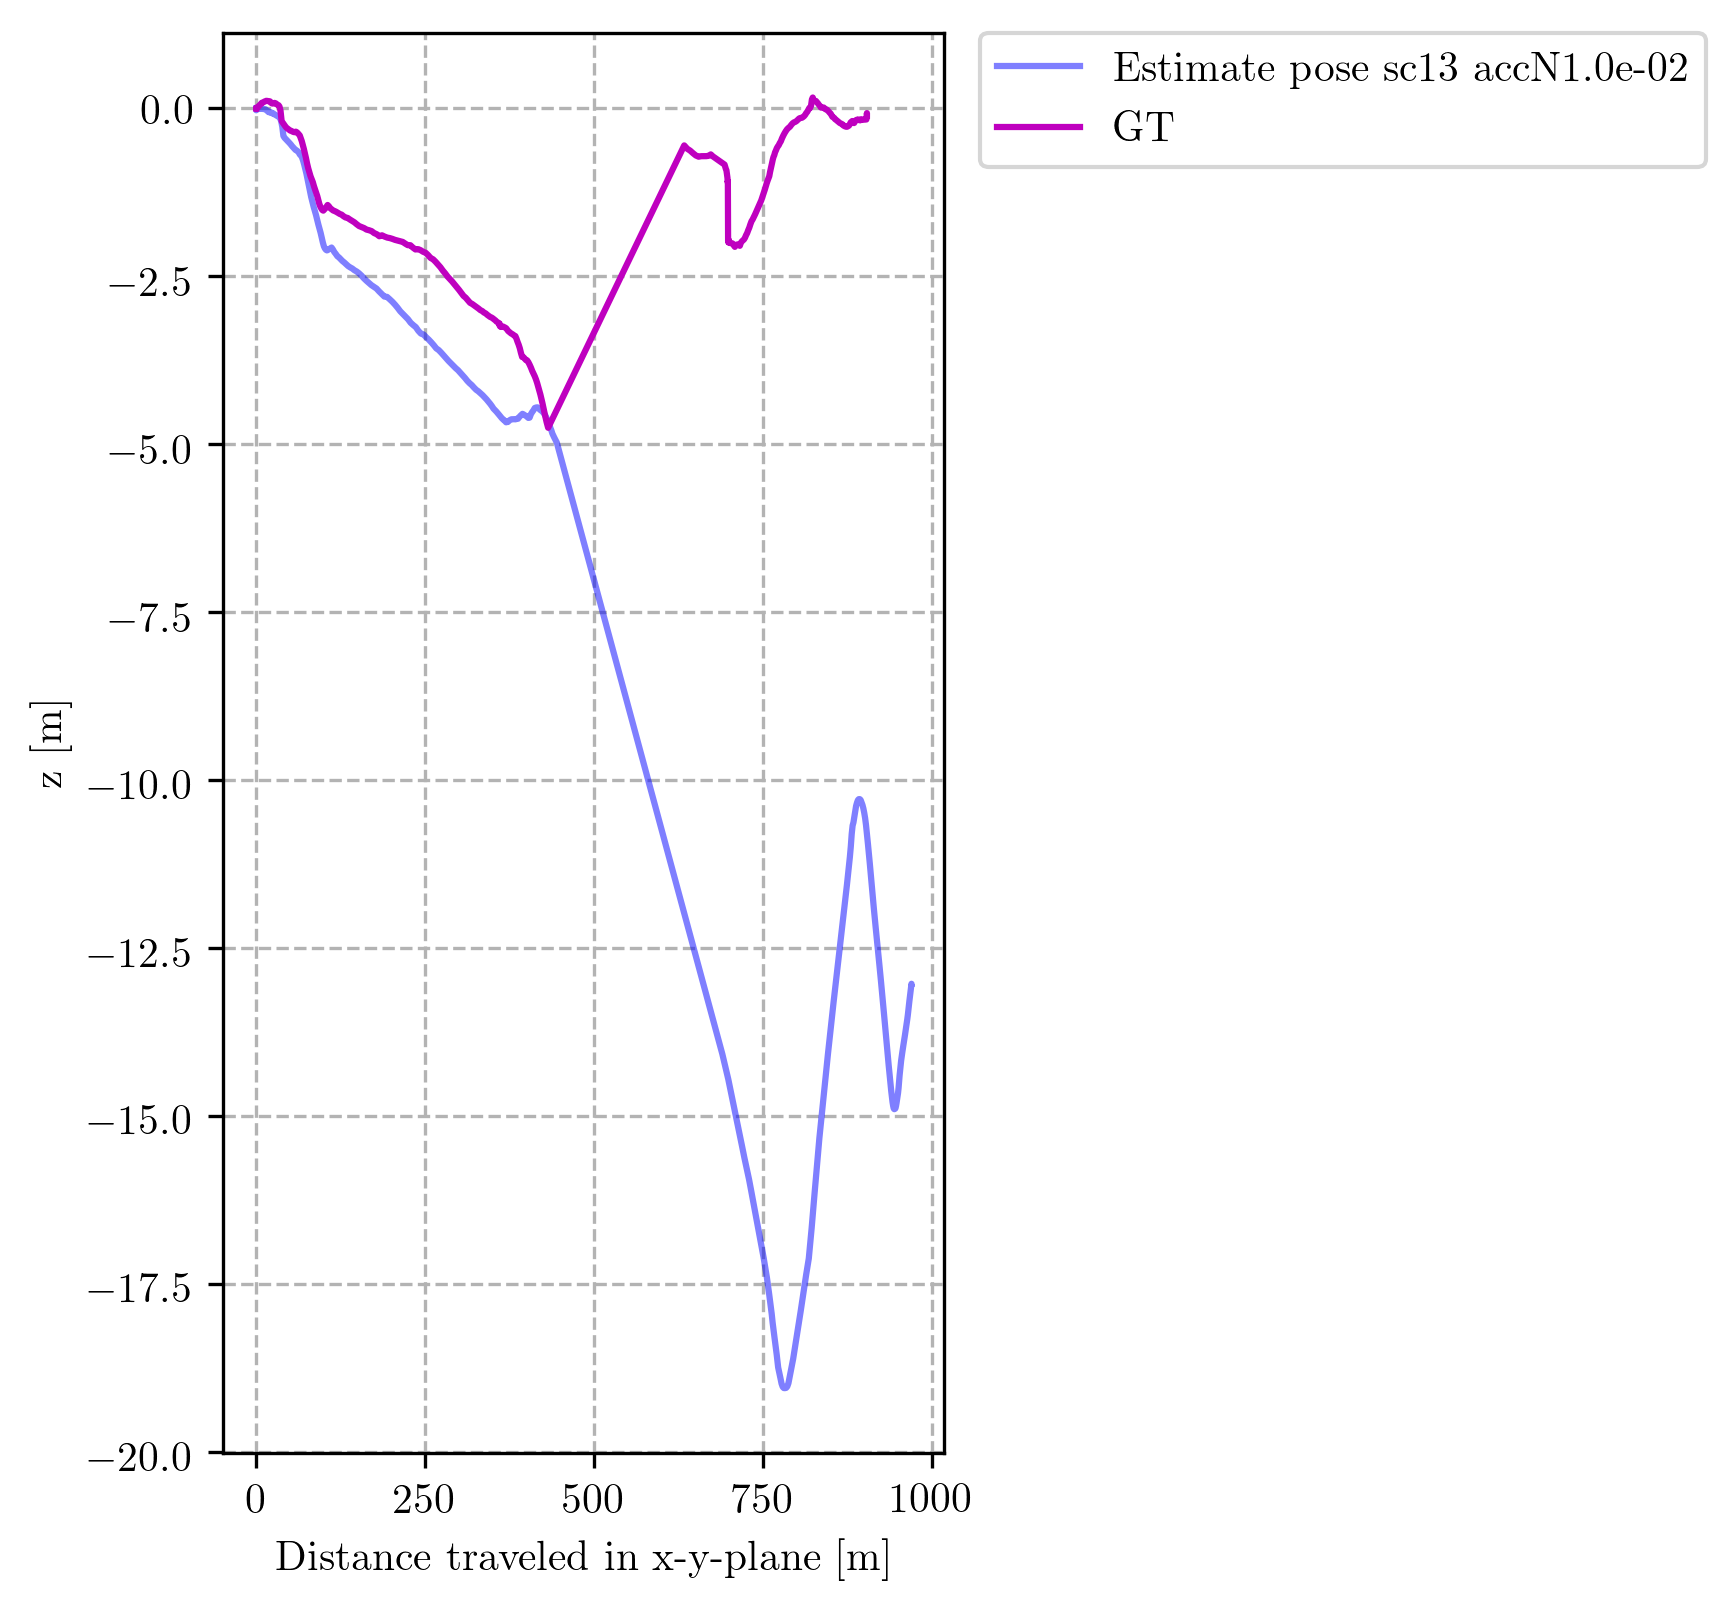 Estimate pose sc13 accN1.0e-02
GT
0.0
−2.5
−5.0
−7.5
−10.0
−12.5
−15.0
−17.5
−20.0
z [m]
0 250 500 750 1000
Distance traveled in x-y-plane [m]